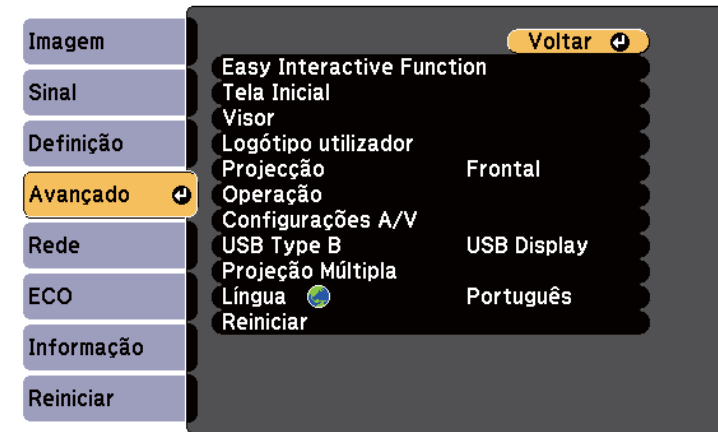 Imagem
Sinal
Definição
Avançado
Rede
ECO
Informação
Reiniciar
Voltar
Easy Interactive Function
Tela Inicial
Visor
Logótipo utilizador
Projecção Frontal
Operação
Configurações A/V
USB Type B USB Display
Projeção Múltipla
Língua Português
Reiniciar